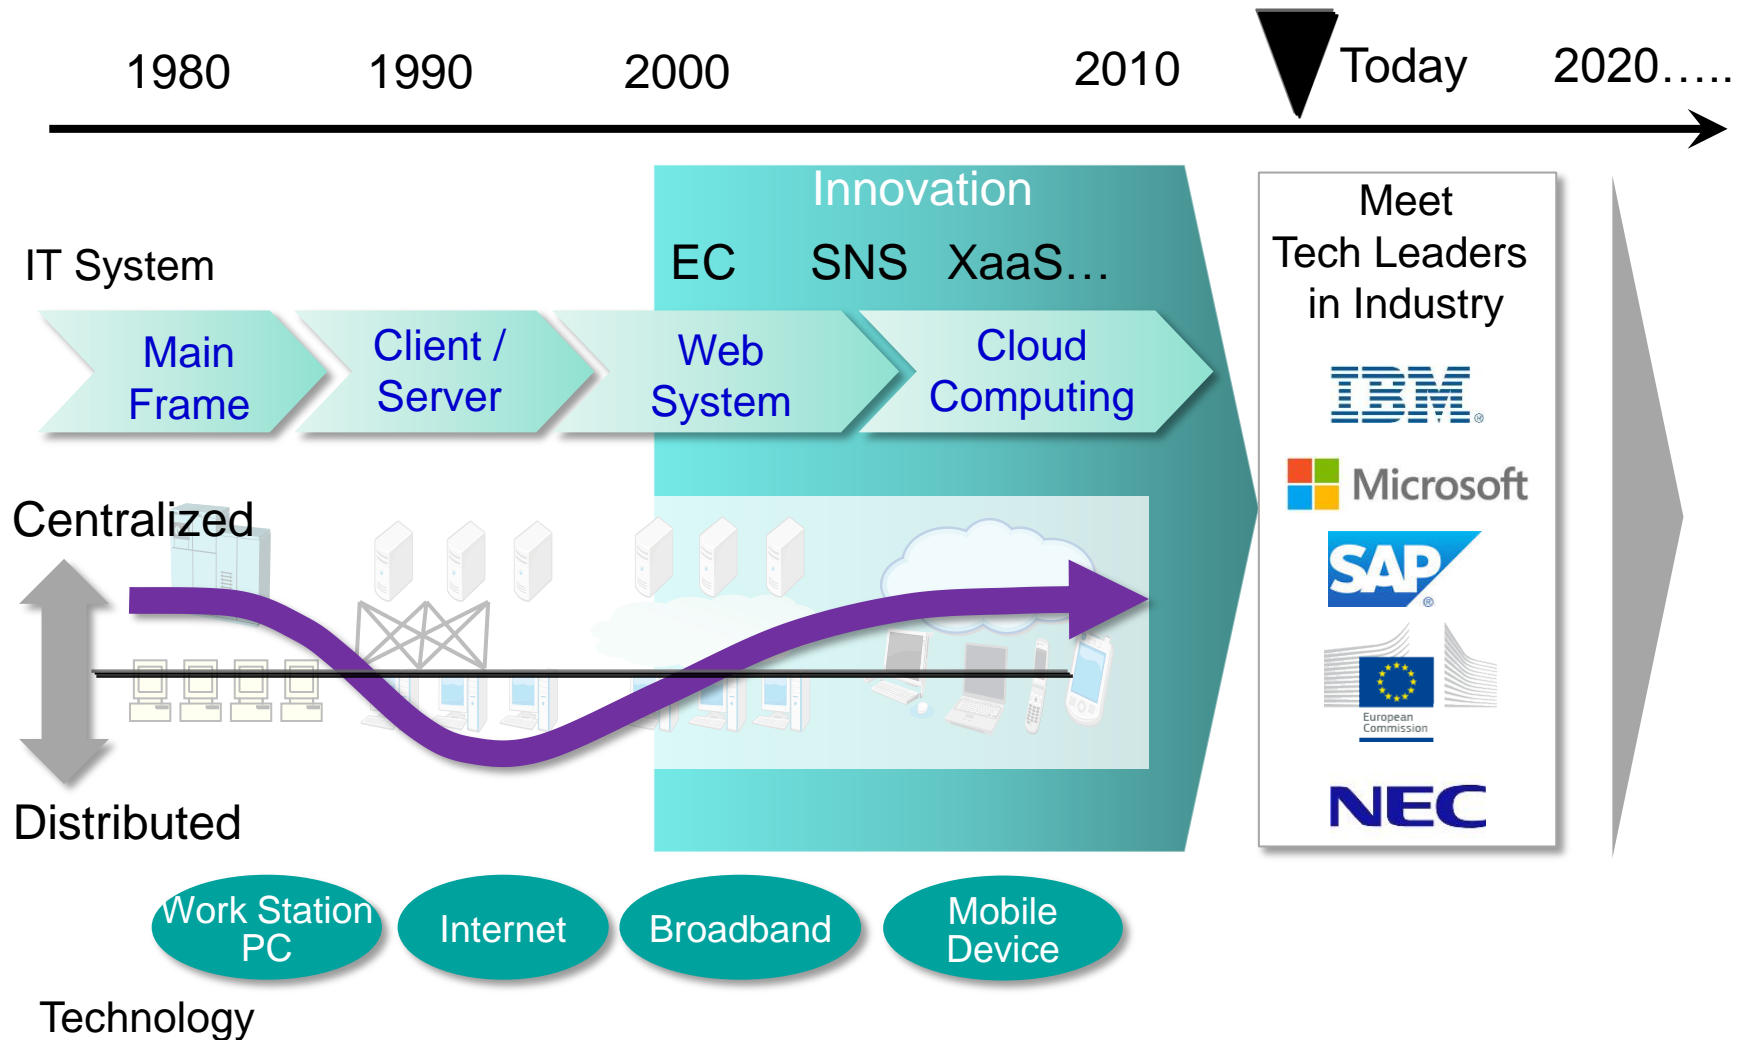 1980 1990 2000 2010 Today 2020.....
Innovation
IT System
EC SNS XaaS...
Main
Frame
Client /
Server
Web
System
Cloud
Computing
Meet
Tech Leaders
in Industry
IBM®
Microsoft
SAP®
European
Commission
NEC
Centralized
Distributed
Work Station
PC
Internet
Broadband
Mobile
Device
Technology